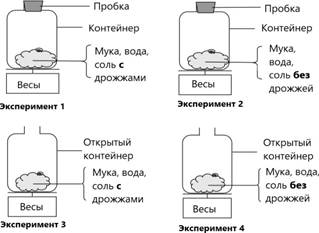 Пробка
Контейнер
Мука, вода,
соль с
дрожжами
Весы
Эксперимент 1
Пробка
Контейнер
Мука,
вода,
соль без
дрожжей
Весы
Эксперимент 2
Открытый
контейнер
Мука, вода,
соль с
дрожжами
Весы
Эксперимент 3
Открытый
контейнер
Мука, вода,
соль без
дрожжей
Весы
Эксперимент 4